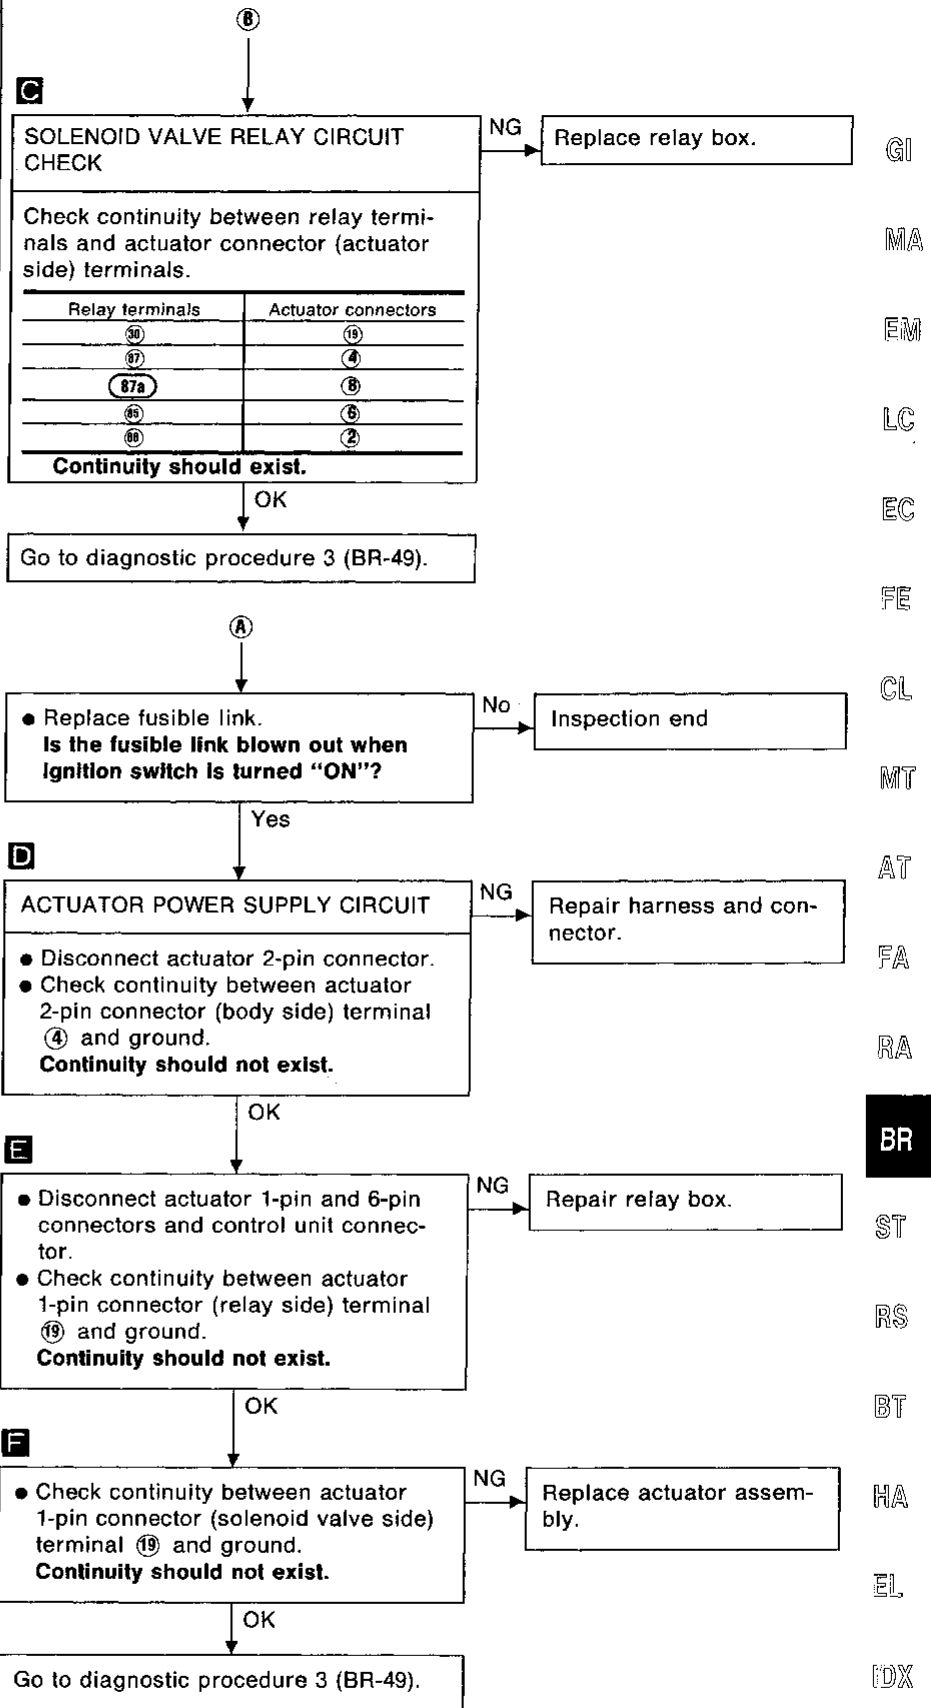 B
C
SOLENOID VALVE RELAY CIRCUIT
CHECK
NG
Replace relay box.
Check continuity between relay termi-
nals and actuator connector (actuator
side) terminals.
Relay terminals Actuator connectors
30 19
87 4
87a 8
85 6
86 2
Continuity should exist.
OK
Go to diagnostic procedure 3 (BR-49).
A
● Replace fusible link.
Is the fusible link blown out when
ignition switch is turned “ON”?
No
Inspection end
Yes
D
ACTUATOR POWER SUPPLY CIRCUIT
NG
Repair harness and con-
nector.
● Disconnect actuator 2-pin connector.
● Check continuity between actuator
2-pin connector (body side) terminal
④ and ground.
Continuity should not exist.
OK
E
● Disconnect actuator 1-pin and 6-pin
connectors and control unit connec-
tor.
● Check continuity between actuator
1-pin connector (relay side) terminal
⑲ and ground.
Continuity should not exist.
NG
Repair relay box.
OK
F
● Check continuity between actuator
1-pin connector (solenoid valve side)
terminal ⑲ and ground.
Continuity should not exist.
NG
Replace actuator assem-
bly.
OK
Go to diagnostic procedure 3 (BR-49).
GI
MA
EM
LC
EC
FE
CL
MT
AT
FA
RA
BR
ST
RS
BT
HA
EL
IDX